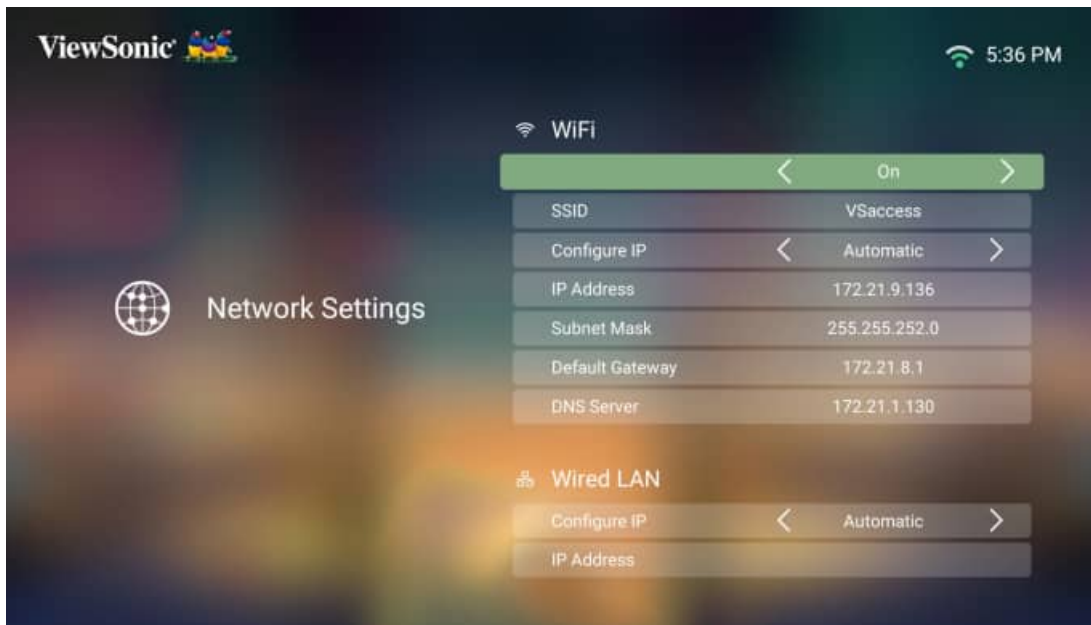 ViewSonic
5:36 PM
WiFi
On
SSID VSaccess
Configure IP Automatic
IP Address 172.21.9.136
Network Settings
Subnet Mask 255.255.252.0
Default Gateway 172.21.8.1
DNS Server 172.21.1.130
Wired LAN
Configure IP Automatic
IP Address